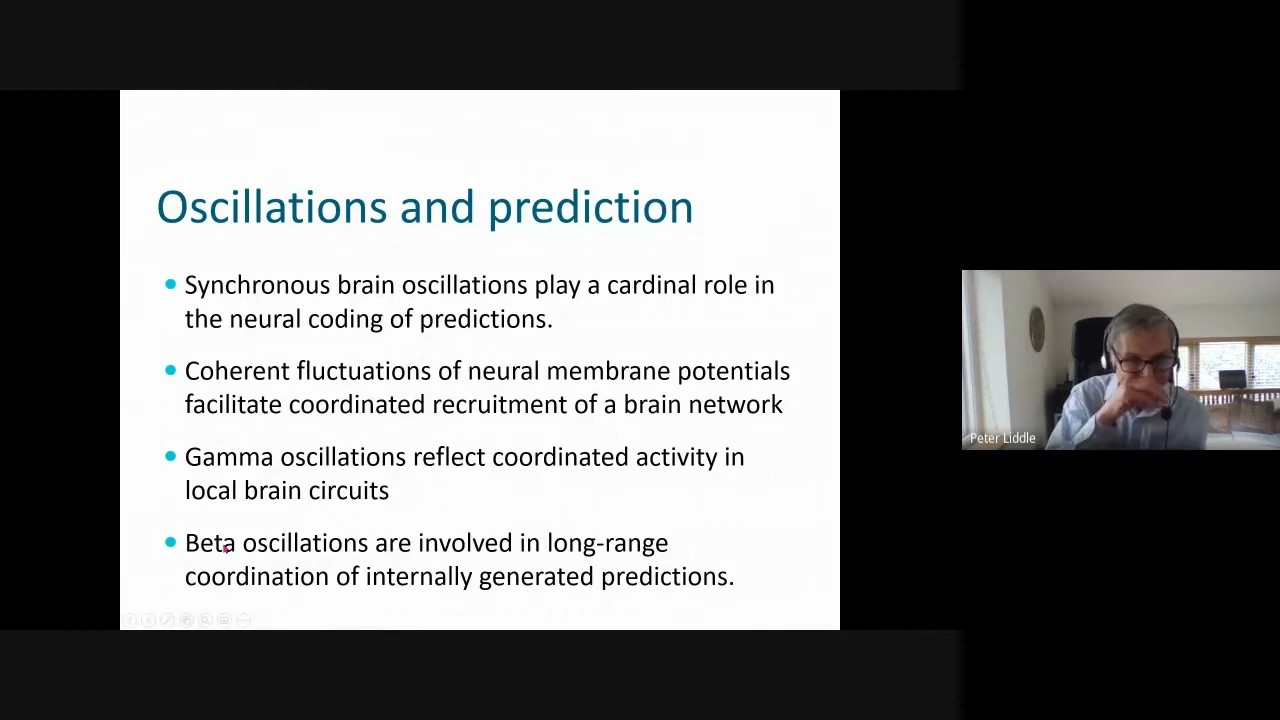 Oscillations and prediction
Synchronous brain oscillations play a cardinal role in
the neural coding of predictions.
Coherent fluctuations of neural membrane potentials
facilitate coordinated recruitment of a brain network
Gamma oscillations reflect coordinated activity in
local brain circuits
Beta oscillations are involved in long-range
coordination of internally generated predictions.
Peter Liddle